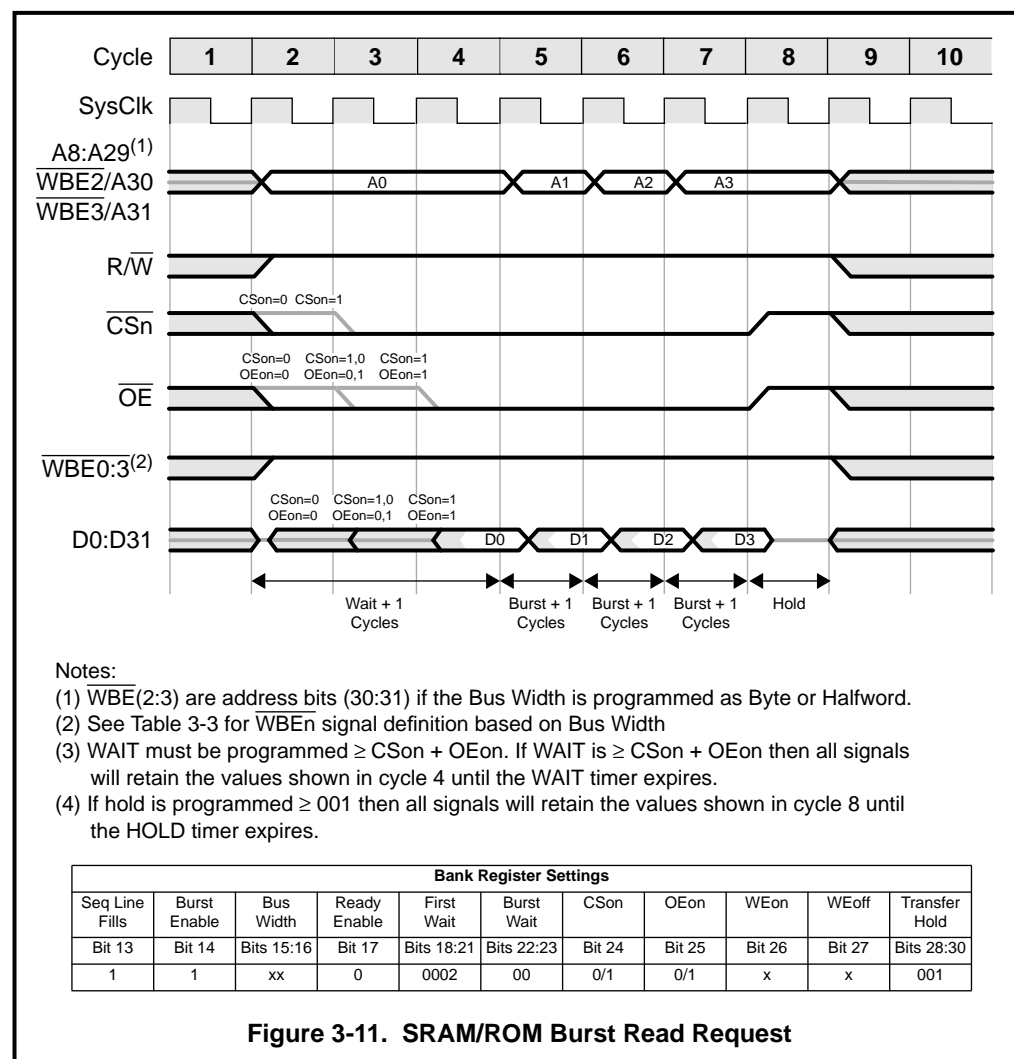 Cycle 1 2 3 4 5 6 7 8 9 10
SysClk
A8:A29(1)
WBE2/A30
WBE3/A31
A0 A1 A2 A3
R/W
CSon=0 CSon=1
CSn
CSon=0 CSon=1,0 CSon=1
OEon=0 OEon=0,1 OEon=1
OE
WBE0:3(2)
CSon=0 CSon=1,0 CSon=1
OEon=0 OEon=0,1 OEon=1
D0:D31 D0 D1 D2 D3
Wait + 1 Burst + 1 Burst + 1 Burst + 1 Hold
Cycles Cycles Cycles Cycles
Notes:
(1) WBE(2:3) are address bits (30:31) if the Bus Width is programmed as Byte or Halfword.
(2) See Table 3-3 for WBEn signal definition based on Bus Width
(3) WAIT must be programmed ≥ CSon + OEon. If WAIT is ≥ CSon + OEon then all signals
will retain the values shown in cycle 4 until the WAIT timer expires.
(4) If hold is programmed ≥ 001 then all signals will retain the values shown in cycle 8 until
the HOLD timer expires.
Bank Register Settings
Seq Line Burst Bus Ready First Burst CSon OEon WEon WEoff Transfer
Fills Enable Width Enable Wait Wait Hold
Bit 13 Bit 14 Bits 15:16 Bit 17 Bits 18:21 Bits 22:23 Bit 24 Bit 25 Bit 26 Bit 27 Bits 28:30
1 1 xx 0 0002 00 0/1 0/1 x x 001
Figure 3-11. SRAM/ROM Burst Read Request